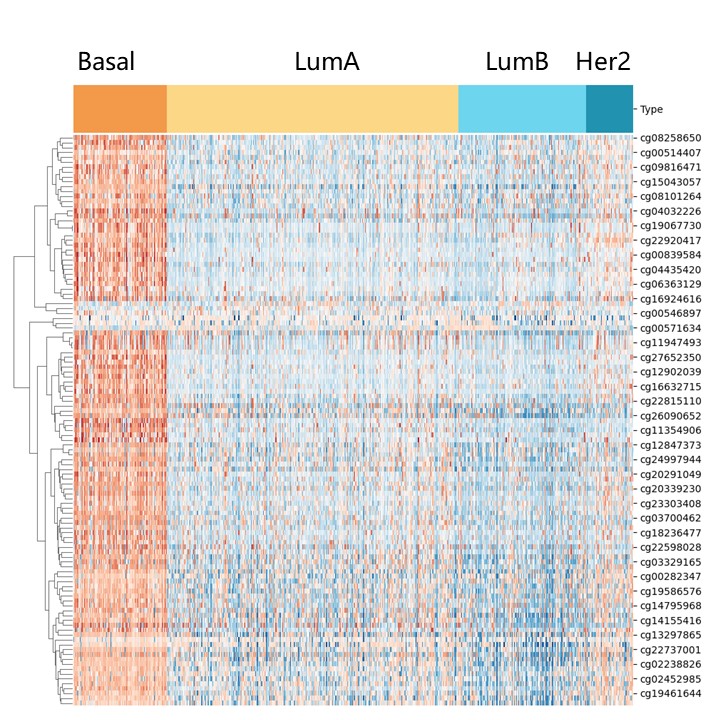 Basal LumA LumB Her2
Type
cg08258650
cg00514407
cg09816471
cg15043057
cg08101264
cg04032226
cg19067730
cg22920417
cg00839584
cg04435420
cg06363129
cg16924616
cg00546897
cg00571634
cg11947493
cg27652350
cg12902039
cg16632715
cg22815110
cg26090652
cg11354906
cg12847373
cg24997944
cg20291049
cg20339230
cg23303408
cg03700462
cg18236477
cg22598028
cg03329165
cg00282347
cg19586576
cg14795968
cg14155416
cg13297865
cg22737001
cg02238826
cg02452985
cg19461644